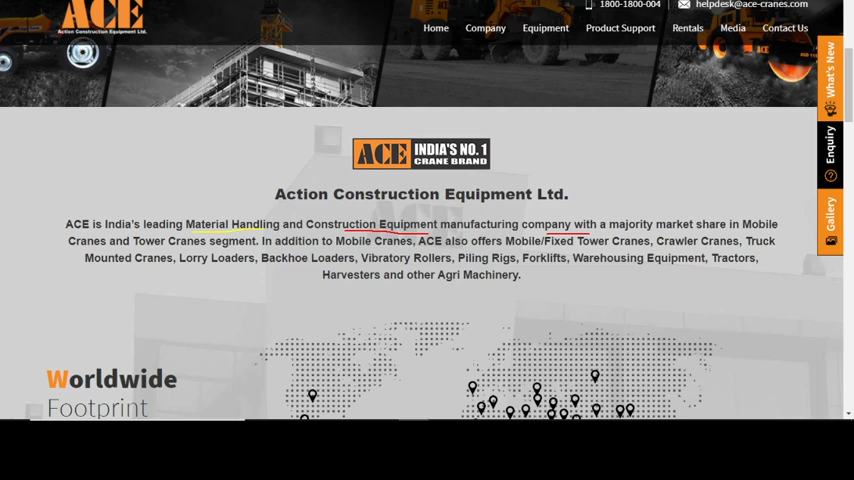 ACE
Action Construction Equipment Ltd.
1800-1800-004
helpdesk@ace-cranes.com
Home Company Equipment Product Support Rentals Media Contact Us
What's New
Enquiry
Gallery
ACE INDIA'S NO. 1
CRANE BRAND
Action Construction Equipment Ltd.
ACE is India's leading Material Handling and Construction Equipment manufacturing company with a majority market share in Mobile
Cranes and Tower Cranes segment. In addition to Mobile Cranes, ACE also offers Mobile/Fixed Tower Cranes, Crawler Cranes, Truck
Mounted Cranes, Lorry Loaders, Backhoe Loaders, Vibratory Rollers, Piling Rigs, Forklifts, Warehousing Equipment, Tractors,
Harvesters and other Agri Machinery.
Worldwide
Footprint